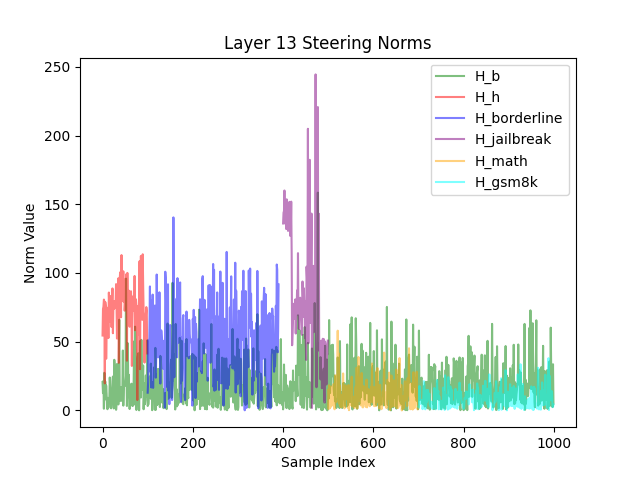 Layer 13 Steering Norms
250
200
150
100
50
0
Norm Value
0
200
400
600
800
1000
Sample Index
H_b
H_h
H_borderline
H_jailbreak
H_math
H_gsm8k